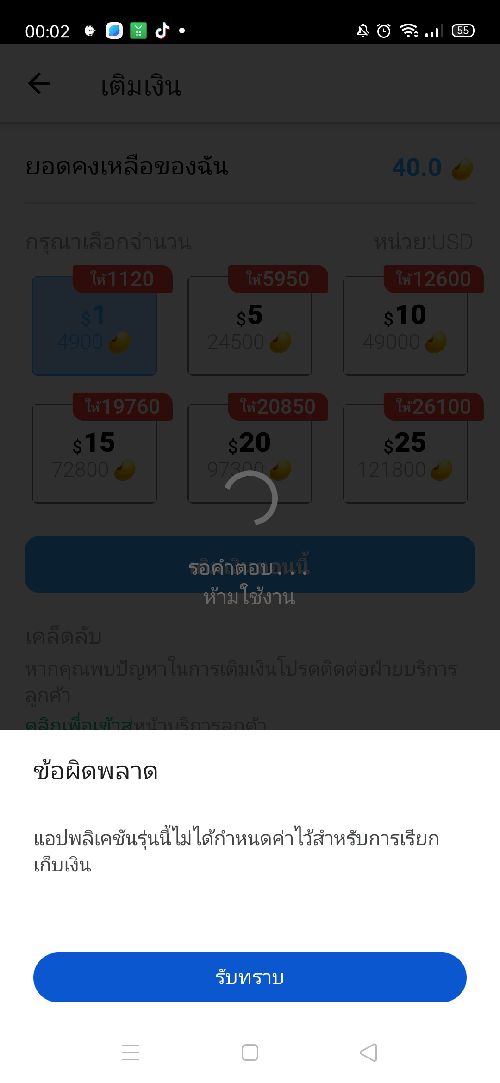 00:02
55
เติมเงิน
ยอดคงเหลือของฉัน 40.0
กรุณาเลือกจำนวน หน่วย:USD
ให้1120 ให้5950 ให้12600
$1 $5 $10
4900 24500 49000
ให้19760 ให้20850 ให้26100
$15 $20 $25
72800 97300 121800
รอคำตอบ...
ห้ามใช้งาน
เคล็ดลับ
หากคุณพบปัญหาในการเติมเงินโปรดติดต่อฝ่ายบริการ
ลูกค้า
คลิกเพื่อเข้าสู่หน้าบริการลูกค้า
ข้อผิดพลาด
แอปพลิเคชันรุ่นนี้ไม่ได้กำหนดค่าไว้สำหรับการเรียก
เก็บเงิน
รับทราบ